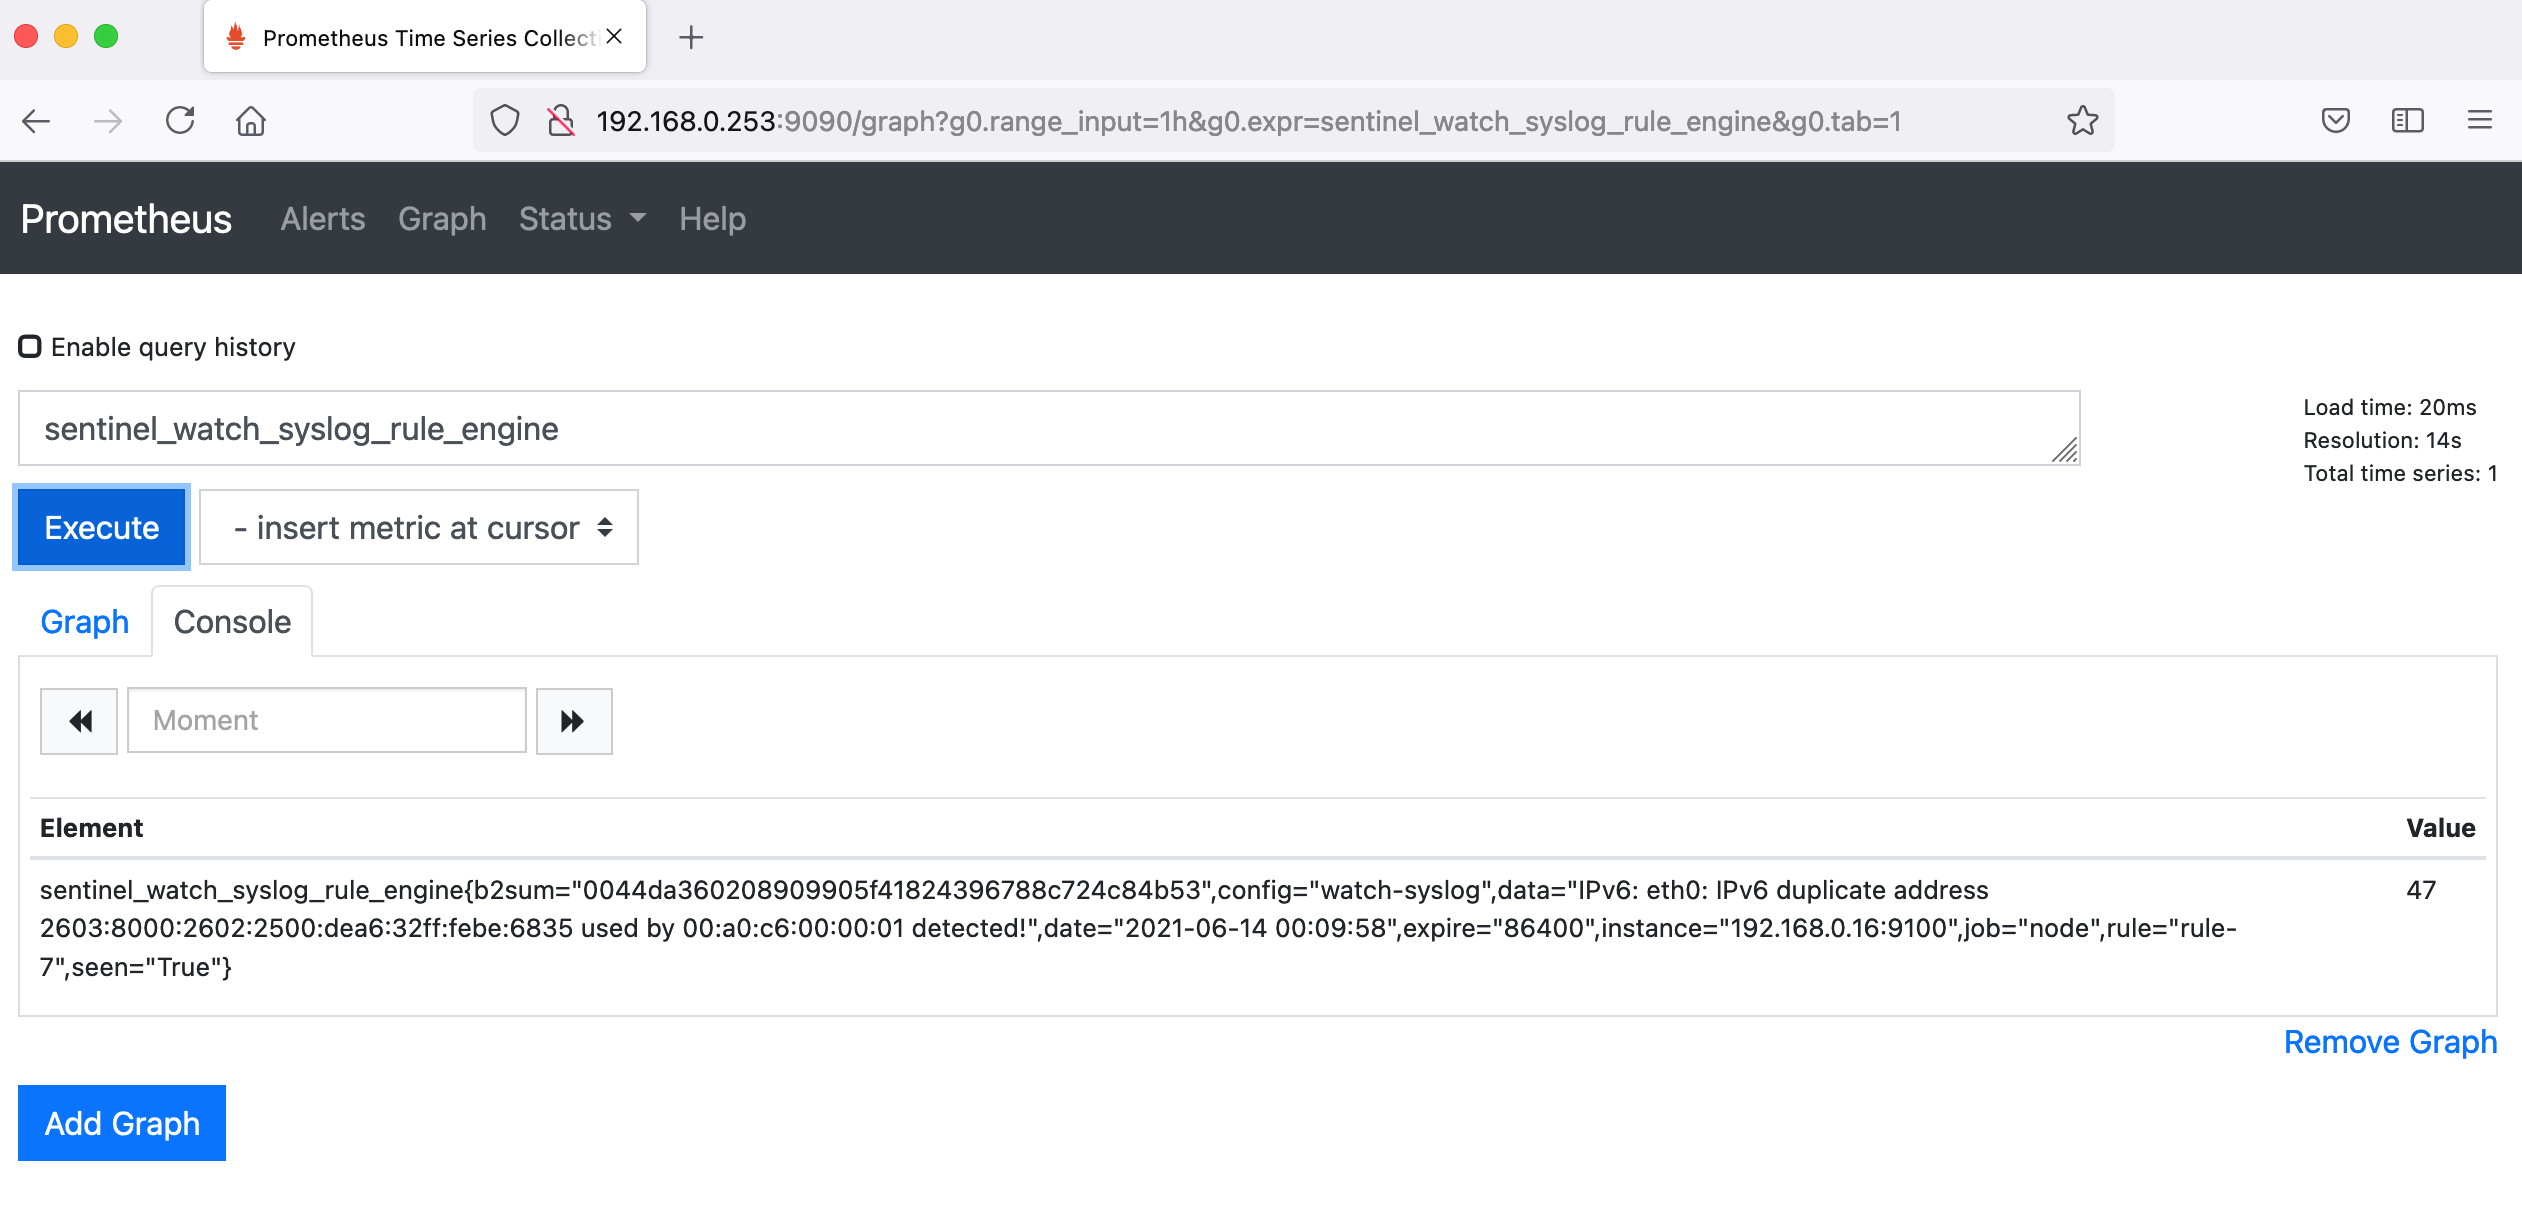 Prometheus Time Series Collecti
192.168.0.253:9090/graph?g0.range_input=1h&g0.expr=sentinel_watch_syslog_rule_engine&g0.tab=1
Prometheus Alerts Graph Status Help
Enable query history
sentinel_watch_syslog_rule_engine
Load time: 20ms
Resolution: 14s
Total time series: 1
Execute - insert metric at cursor
Graph Console
Moment
Element Value
sentinel_watch_syslog_rule_engine{b2sum="0044da360208909905f41824396788c724c84b53",config="watch-syslog",data="IPv6: eth0: IPv6 duplicate address 47
2603:8000:2602:2500:dea6:32ff:febe:6835 used by 00:a0:c6:00:00:01 detected!",date="2021-06-14 00:09:58",expire="86400",instance="192.168.0.16:9100",job="node",rule="rule-
7",seen="True"}
Remove Graph
Add Graph